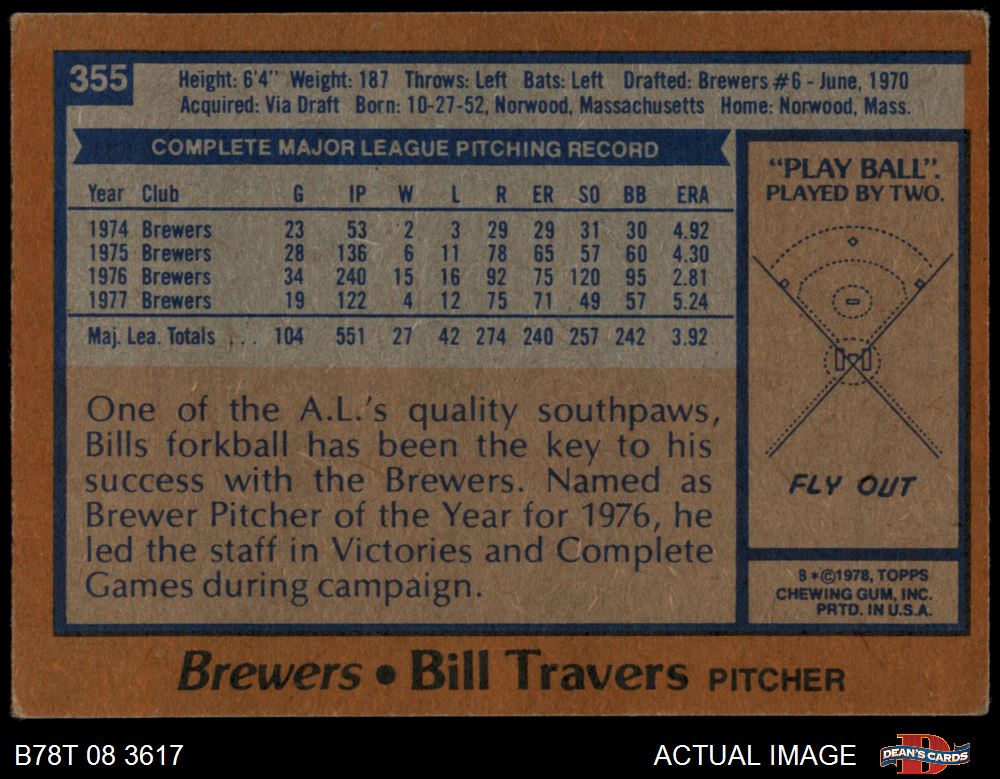 355
Height: 6'4" Weight: 187 Throws: Left Bats: Left Drafted: Brewers #6 - June, 1970
Acquired: Via Draft Born: 10-27-52, Norwood, Massachusetts Home: Norwood, Mass.
COMPLETE MAJOR LEAGUE PITCHING RECORD
Year Club G IP W L R ER SO BB ERA
1974 Brewers 23 53 2 3 29 29 31 30 4.92
1975 Brewers 28 136 6 11 78 65 57 60 4.30
1976 Brewers 34 240 15 16 92 75 120 95 2.81
1977 Brewers 19 122 4 12 75 71 49 57 5.24
Maj. Lea. Totals ... 104 551 27 42 274 240 257 242 3.92
One of the A.L.'s quality southpaws,
Bills forkball has been the key to his
success with the Brewers. Named as
Brewer Pitcher of the Year for 1976, he
led the staff in Victories and Complete
Games during campaign.
"PLAY BALL".
PLAYED BY TWO.
FLY OUT
B*©1978, TOPPS
CHEWING GUM, INC.
PRTD. IN U.S.A.
Brewers • Bill Travers PITCHER
B78T 08 3617
ACTUAL IMAGE
D
DEAN'S CARDS